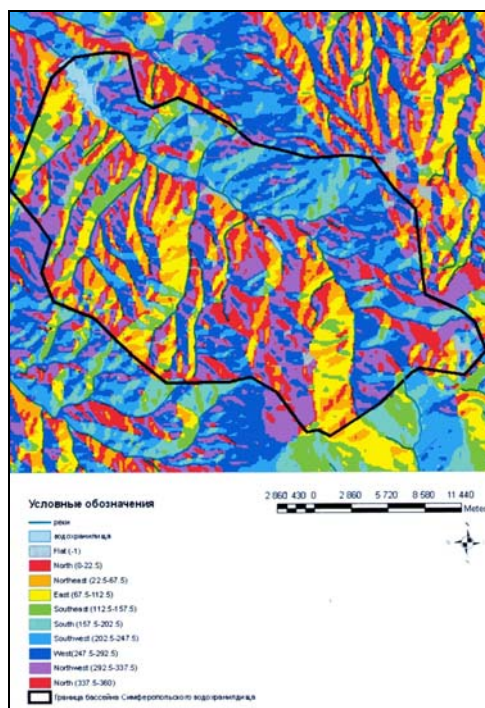 Условные обозначения
реки
водохранилища
Flat (-1)
North (0-22.5)
Northeast (22.5-67.5)
East (67.5-112.5)
Southeast (112.5-157.5)
South (157.5-202.5)
Southwest (202.5-247.5)
West(247.5-292.5)
Northwest (292.5-337.5)
North (337.5-360)
Граница бассейна Симферопольского водохранилдища
2 860 1 430 0 2 860 5 720 8 580 11 440
Meters